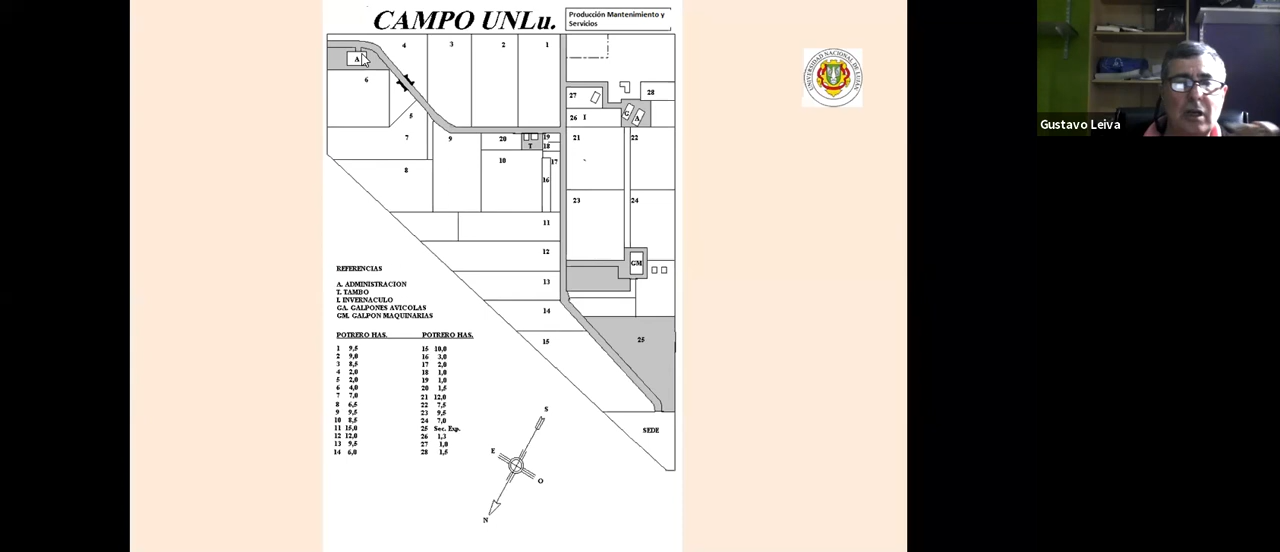 CAMPO UNLu.
Producción Mantenimiento y
Servicios
4
3
2
1
A
6
5
7
9
8
20
T
19
18
17
10
16
27
28
26 I
G A
21
22
23
24
11
12
13
14
15
GM
25
SEDE
REFERENCIAS
A. ADMINISTRACION
T. TAMBO
I. INVERNACULO
GA. GALPONES AVICOLAS
GM. GALPON MAQUINARIAS
POTRERO HAS. POTRERO HAS.
1 9,5 15 10,0
2 9,0 16 3,0
3 8,5 17 2,0
4 2,0 18 1,0
5 2,0 19 1,0
6 4,0 20 1,5
7 7,0 21 12,0
8 6,5 22 7,5
9 9,5 23 9,5
10 8,5 24 7,0
11 15,0 25 Sec. Exp.
12 12,0 26 1,3
13 9,5 27 1,0
14 6,0 28 1,5
S
E
O
N
UNIVERSIDAD NACIONAL DE LUJAN
Gustavo Leiva